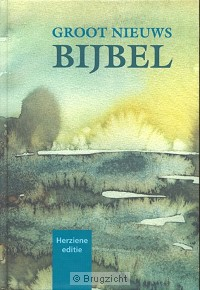 GROOT NIEUWS
BIJBEL
Herziene
editie
© Brugzicht